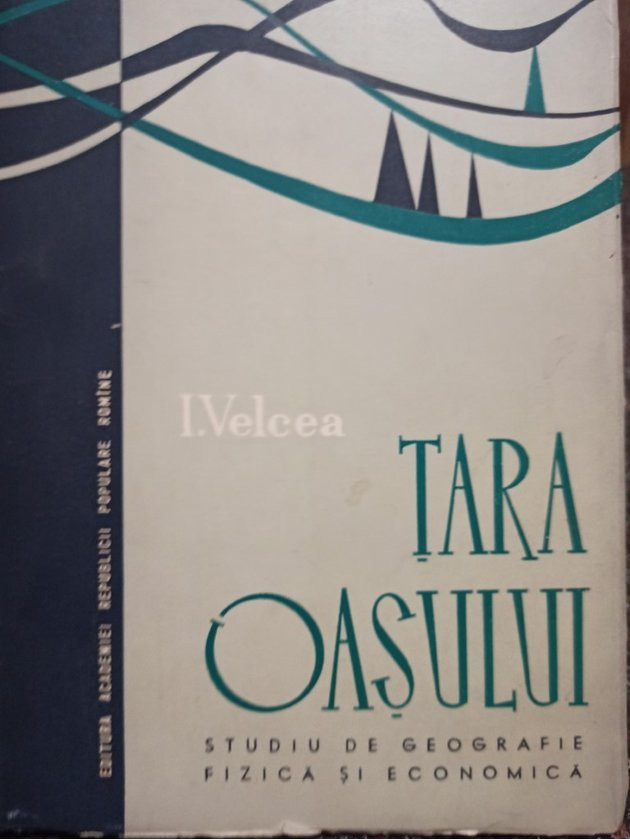 I.Velcea
ȚARA
OAȘULUI
STUDIU DE GEOGRAFIE
FIZICĂ ȘI ECONOMICĂ
EDITURA ACADEMIEI REPUBLICII POPULARE ROMÎNE